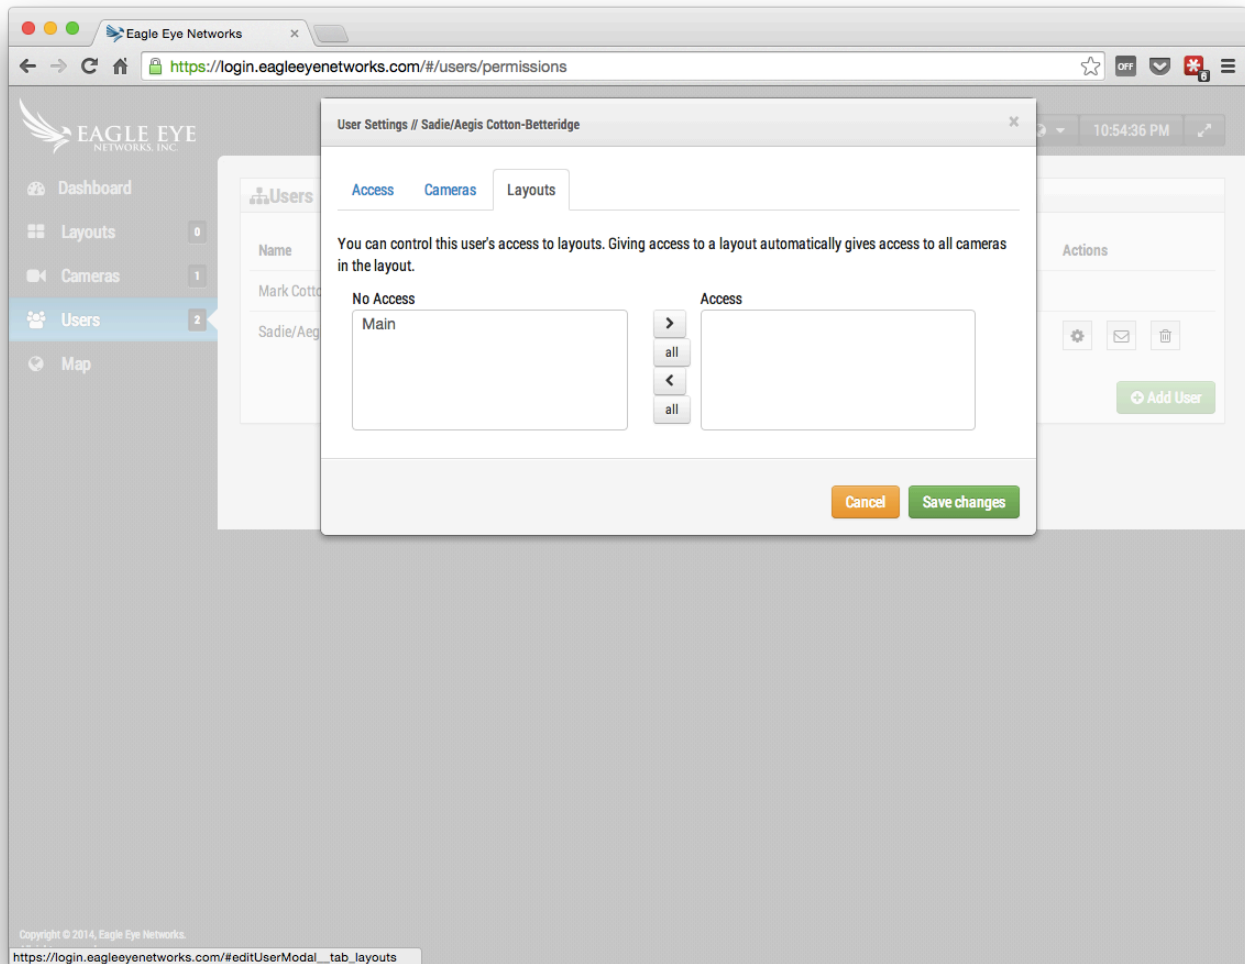 Eagle Eye Networks
https://login.eagleeyenetworks.com/#/users/permissions
OFF
6
EAGLE EYE
NETWORKS, INC.
User Settings // Sadie/Aegis Cotton-Betteridge
10:54:36 PM
Dashboard
Layouts 0
Cameras 1
Users 2
Map
Users
Name
Actions
Mark Cotto
Sadie/Aeg
Add User
Access
Cameras
Layouts
You can control this user's access to layouts. Giving access to a layout automatically gives access to all cameras
in the layout.
No Access
Access
Main
all
all
Cancel
Save changes
Copyright © 2014, Eagle Eye Networks.
https://login.eagleeyenetworks.com/#editUserModal__tab_layouts